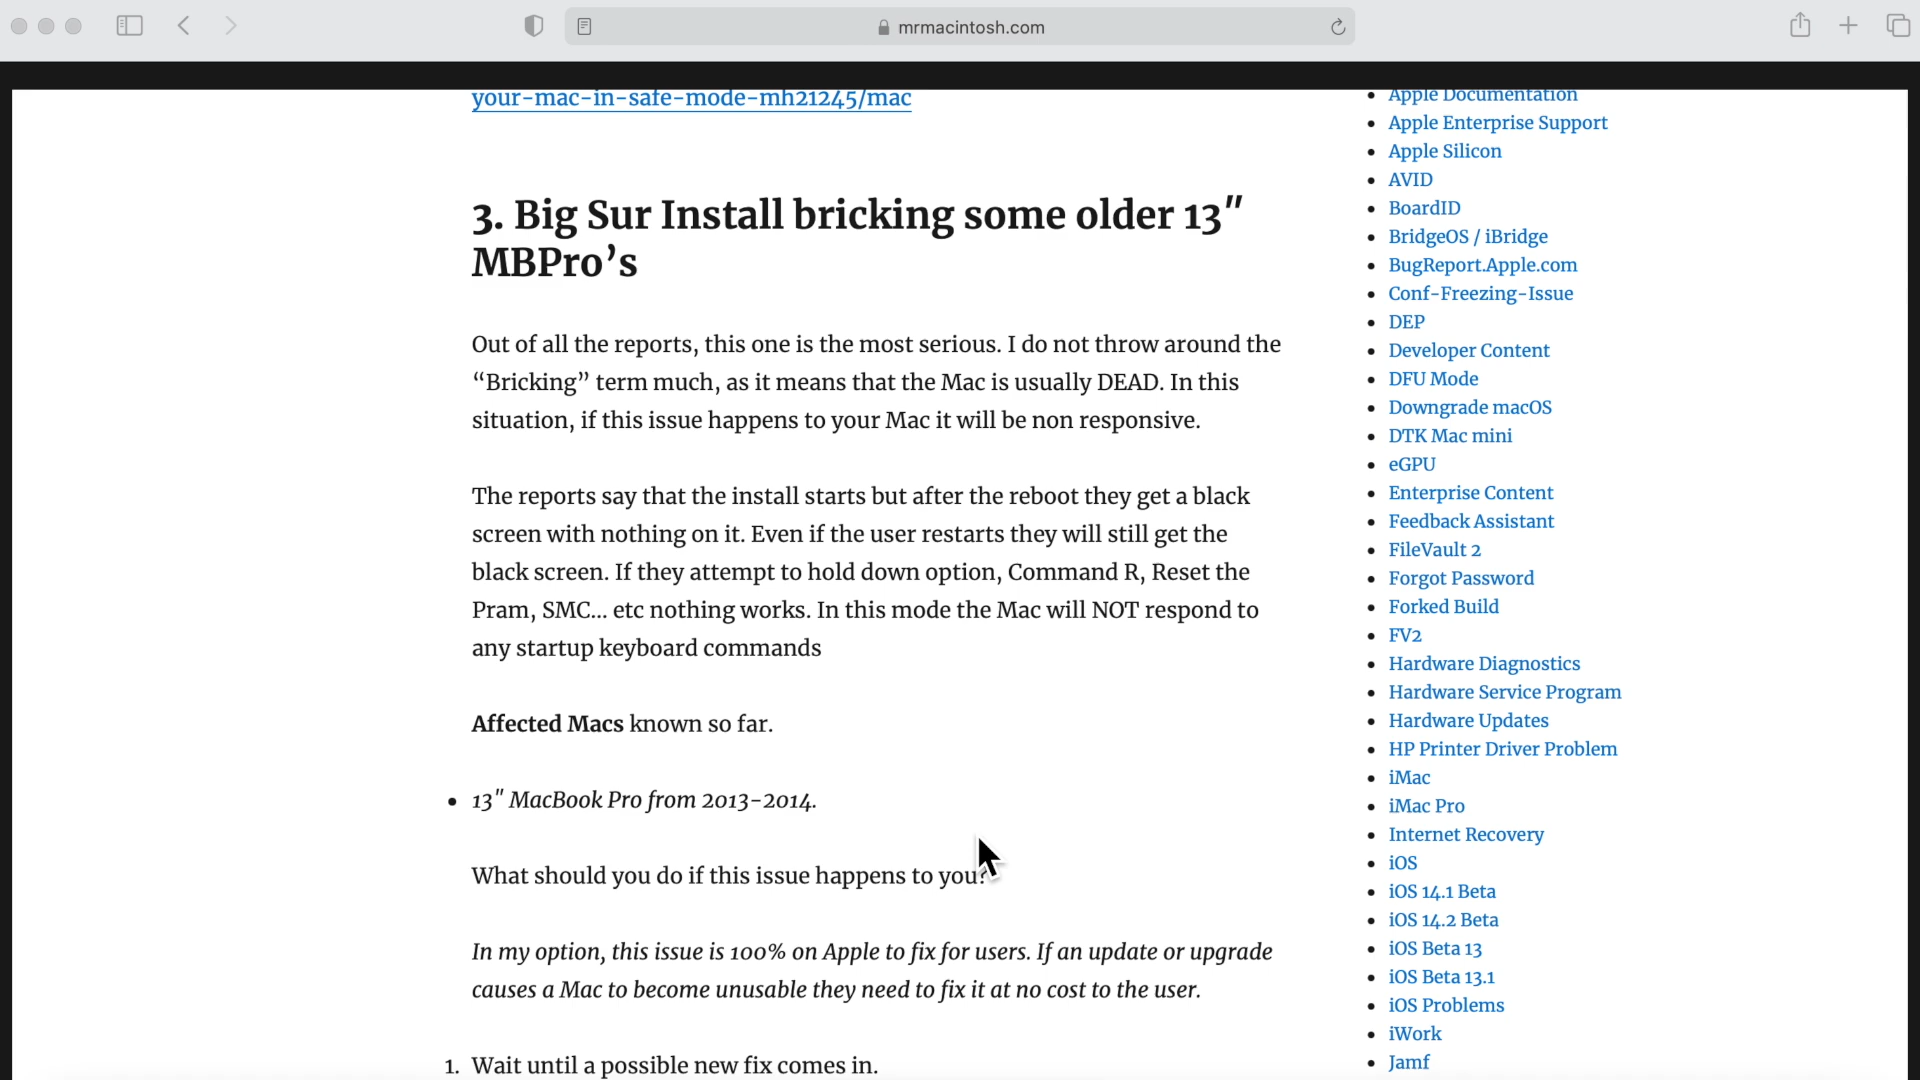 mrmacintosh.com
your-mac-in-safe-mode-mh21245/mac
3. Big Sur Install bricking some older 13"
MBPro’s
Out of all the reports, this one is the most serious. I do not throw around the
“Bricking” term much, as it means that the Mac is usually DEAD. In this
situation, if this issue happens to your Mac it will be non responsive.
The reports say that the install starts but after the reboot they get a black
screen with nothing on it. Even if the user restarts they will still get the
black screen. If they attempt to hold down option, Command R, Reset the
Pram, SMC... etc nothing works. In this mode the Mac will NOT respond to
any startup keyboard commands
Affected Macs known so far.
• 13" MacBook Pro from 2013-2014.
What should you do if this issue happens to you?
In my option, this issue is 100% on Apple to fix for users. If an update or upgrade
causes a Mac to become unusable they need to fix it at no cost to the user.
1. Wait until a possible new fix comes in.
• Apple Documentation
• Apple Enterprise Support
• Apple Silicon
• AVID
• BoardID
• BridgeOS / iBridge
• BugReport.Apple.com
• Conf-Freezing-Issue
• DEP
• Developer Content
• DFU Mode
• Downgrade macOS
• DTK Mac mini
• eGPU
• Enterprise Content
• Feedback Assistant
• FileVault 2
• Forgot Password
• Forked Build
• FV2
• Hardware Diagnostics
• Hardware Service Program
• Hardware Updates
• HP Printer Driver Problem
• iMac
• iMac Pro
• Internet Recovery
• iOS
• iOS 14.1 Beta
• iOS 14.2 Beta
• iOS Beta 13
• iOS Beta 13.1
• iOS Problems
• iWork
• Jamf